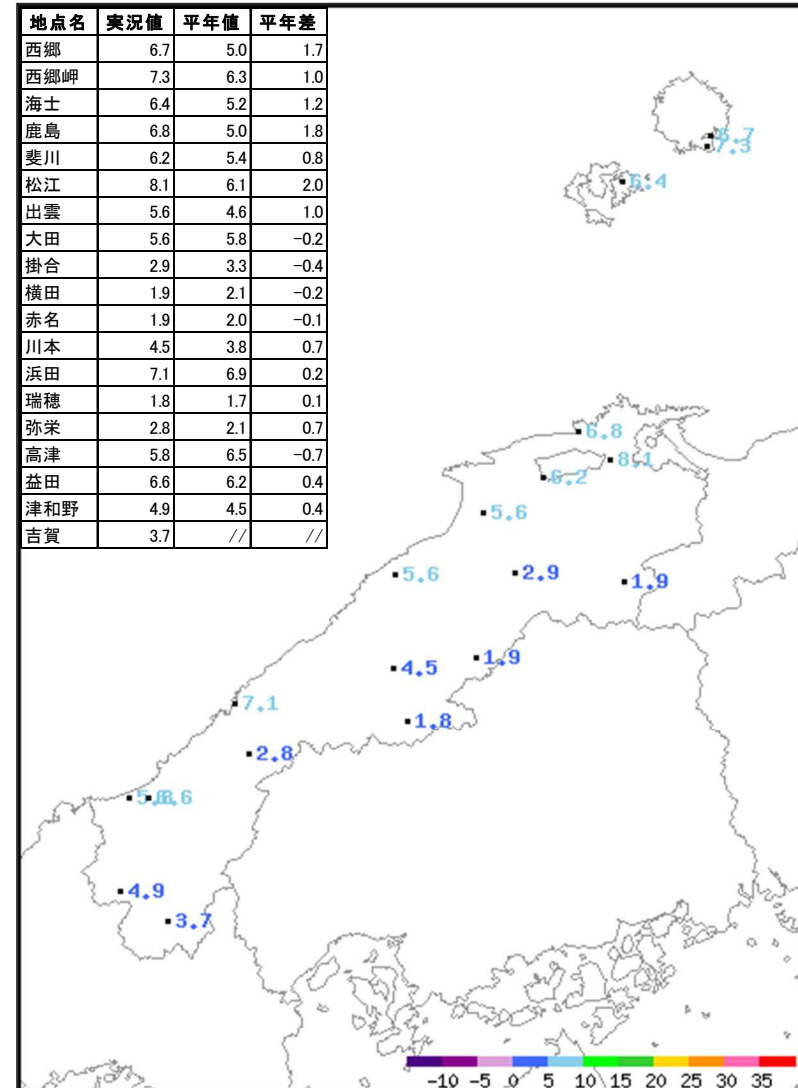 地点名 実況値 平年値 平年差
西郷 6.7 5.0 1.7
西郷岬 7.3 6.3 1.0
海士 6.4 5.2 1.2
鹿島 6.8 5.0 1.8
斐川 6.2 5.4 0.8
松江 8.1 6.1 2.0
出雲 5.6 4.6 1.0
大田 5.6 5.8 -0.2
掛合 2.9 3.3 -0.4
横田 1.9 2.1 -0.2
赤名 1.9 2.0 -0.1
川本 4.5 3.8 0.7
浜田 7.1 6.9 0.2
瑞穂 1.8 1.7 0.1
弥栄 2.8 2.1 0.7
高津 5.8 6.5 -0.7
益田 6.6 6.2 0.4
津和野 4.9 4.5 0.4
吉賀 3.7 // //
6.7
7.3
6.4
6.8
8.1
6.2
5.6
5.6
2.9
1.9
1.9
4.5
7.1
1.8
2.8
5.8 6.6
4.9
3.7
-10 -5 0 5 10 15 20 25 30 35